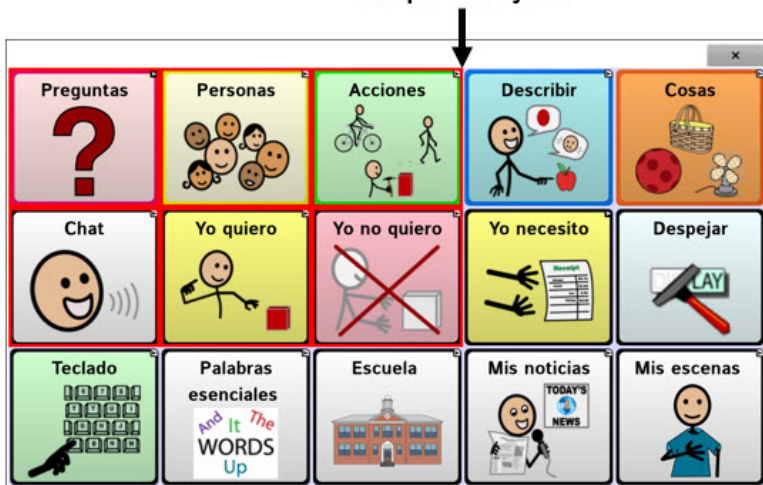 ×
Preguntas
Personas
Acciones
Describir
Cosas
Chat
Yo quiero
Yo no quiero
Yo necesito
Receipt
Despejar
LAY
Teclado
Palabras
esenciales
And It The
WORDS
Up
Escuela
Mis noticias
TODAY'S
NEWS
Mis escenas